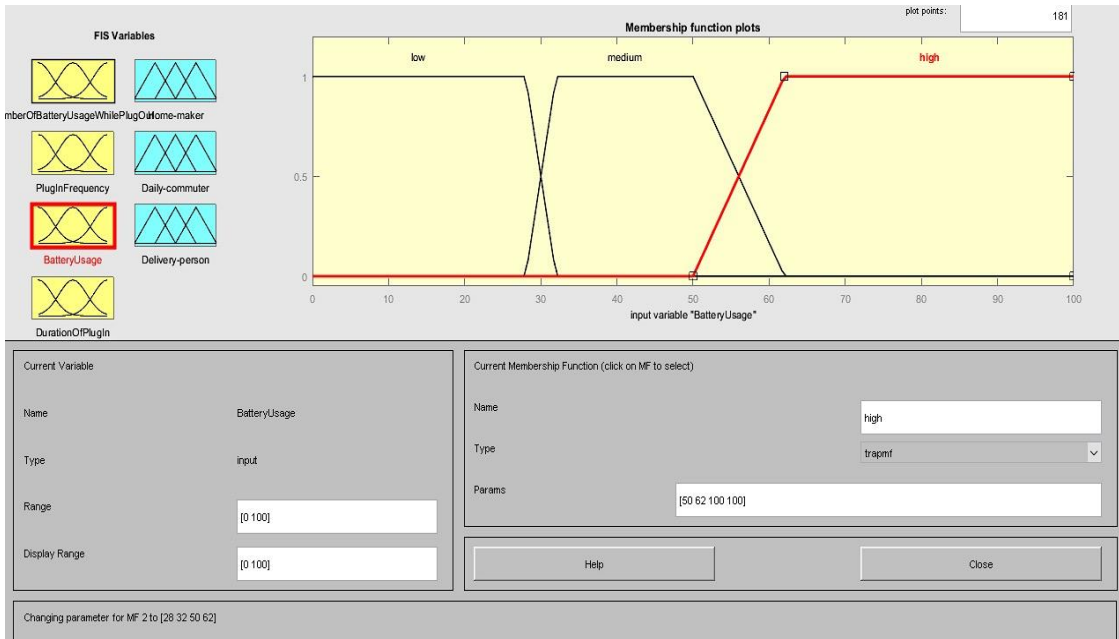 plot points:
181
FIS Variables
Membership function plots
mberOfBatteryUsageWhilePlugOu
Home-maker
PlugInFrequency
Daily-commuter
BatteryUsage
Delivery-person
DurationOfPlugIn
low
medium
high
1
0.5
0
0 10 20 30 40 50 60 70 80 90 100
input variable "BatteryUsage"
Current Variable
Name
BatteryUsage
Type
input
Range
[0 100]
Display Range
[0 100]
Current Membership Function (click on MF to select)
Name
high
Type
trapmf
Params
[50 62 100 100]
Help
Close
Changing parameter for MF 2 to [28 32 50 62]